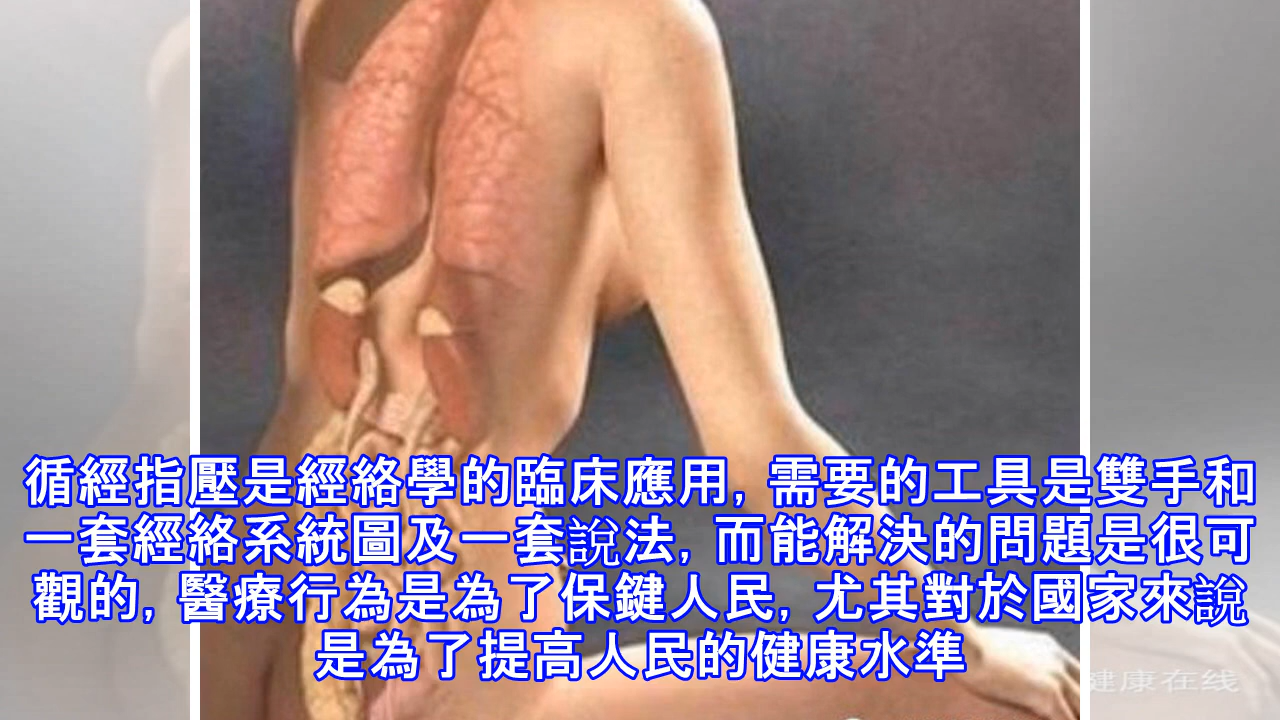 循經指壓是經絡學的臨床應用, 需要的工具是雙手和
一套經絡系統圖及一套說法, 而能解決的問題是很可
觀的, 醫療行為是為了保鍵人民, 尤其對於國家來說
是為了提高人民的健康水準
健康在线